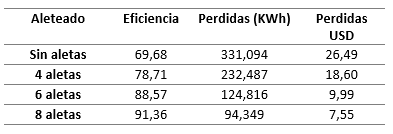 Aleteado Eficiencia Perdidas (KWh) Perdidas USD
Sin aletas 69,68 331,094 26,49
4 aletas 78,71 232,487 18,60
6 aletas 88,57 124,816 9,99
8 aletas 91,36 94,349 7,55